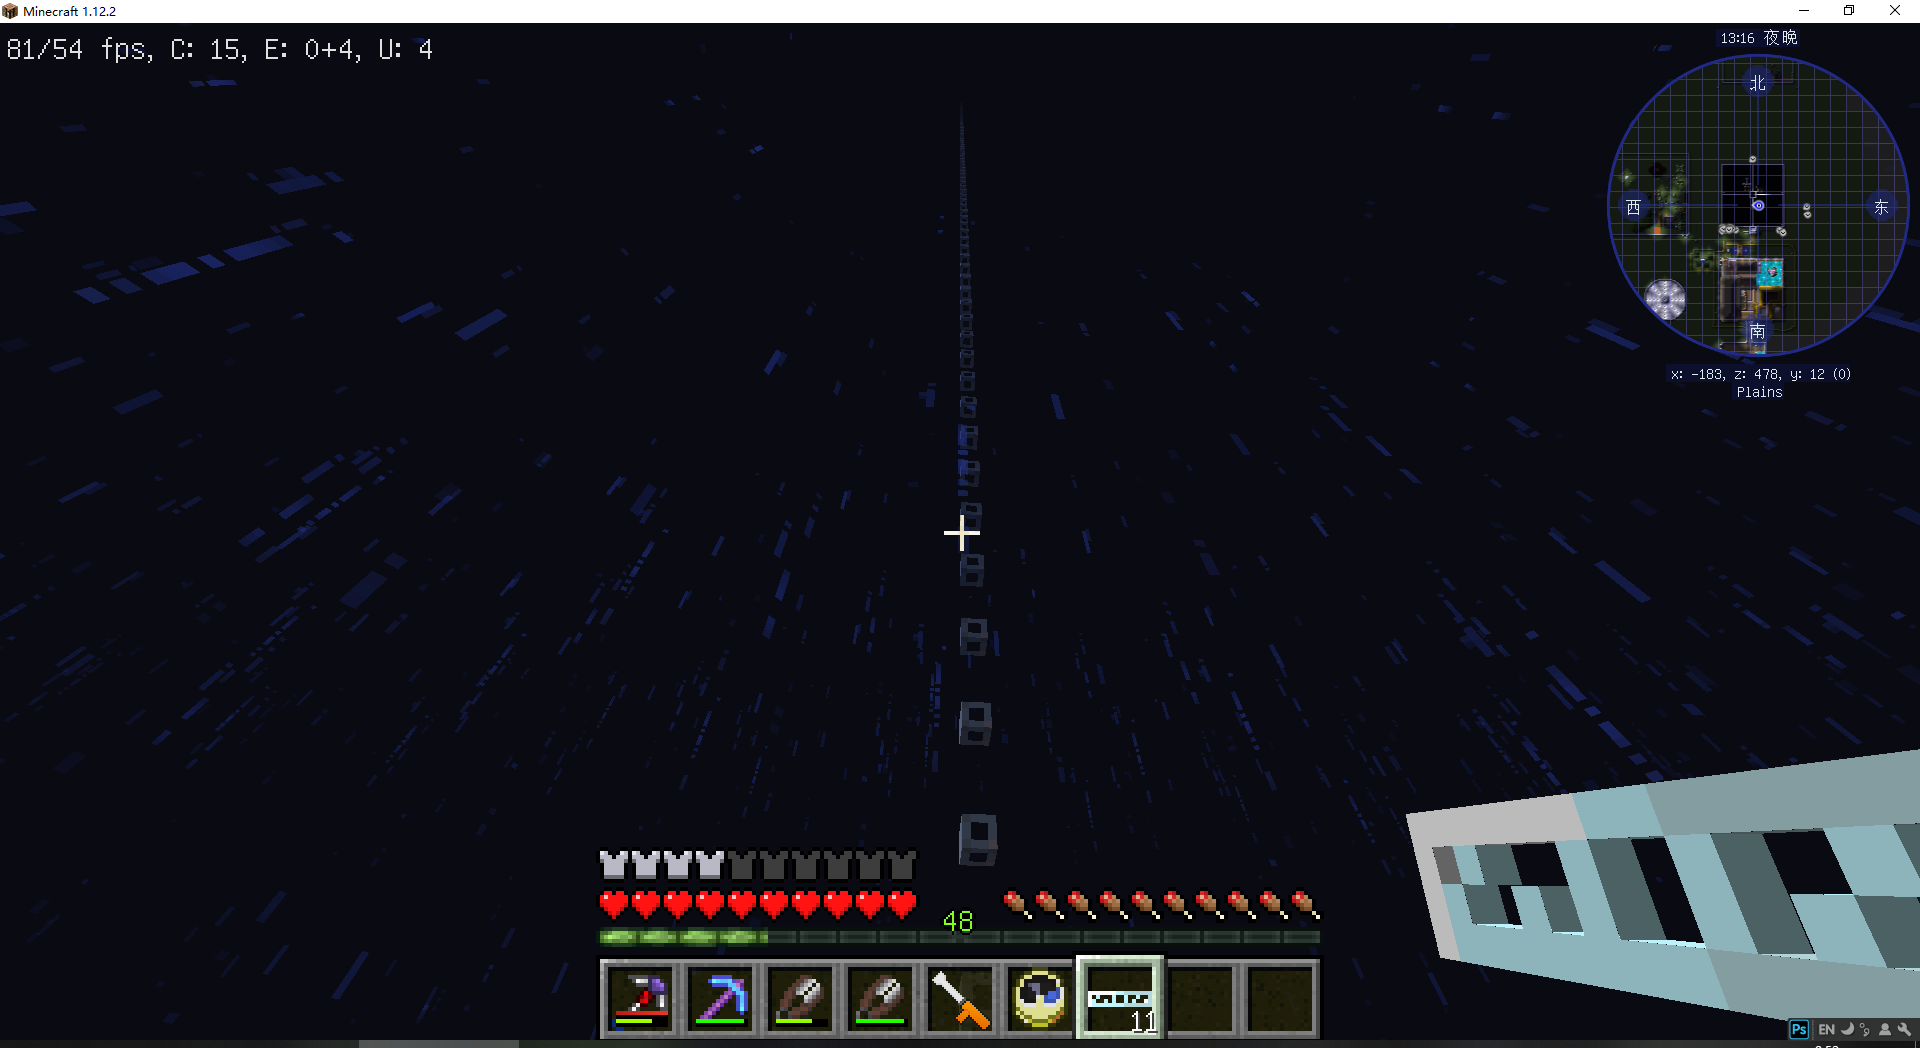 Minecraft 1.12.2
81/54 fps, C: 15, E: 0+4, U: 4
13:16 夜晚
北
西
东
南
x: -183, z: 478, y: 12 (0)
Plains
48
11
Ps EN